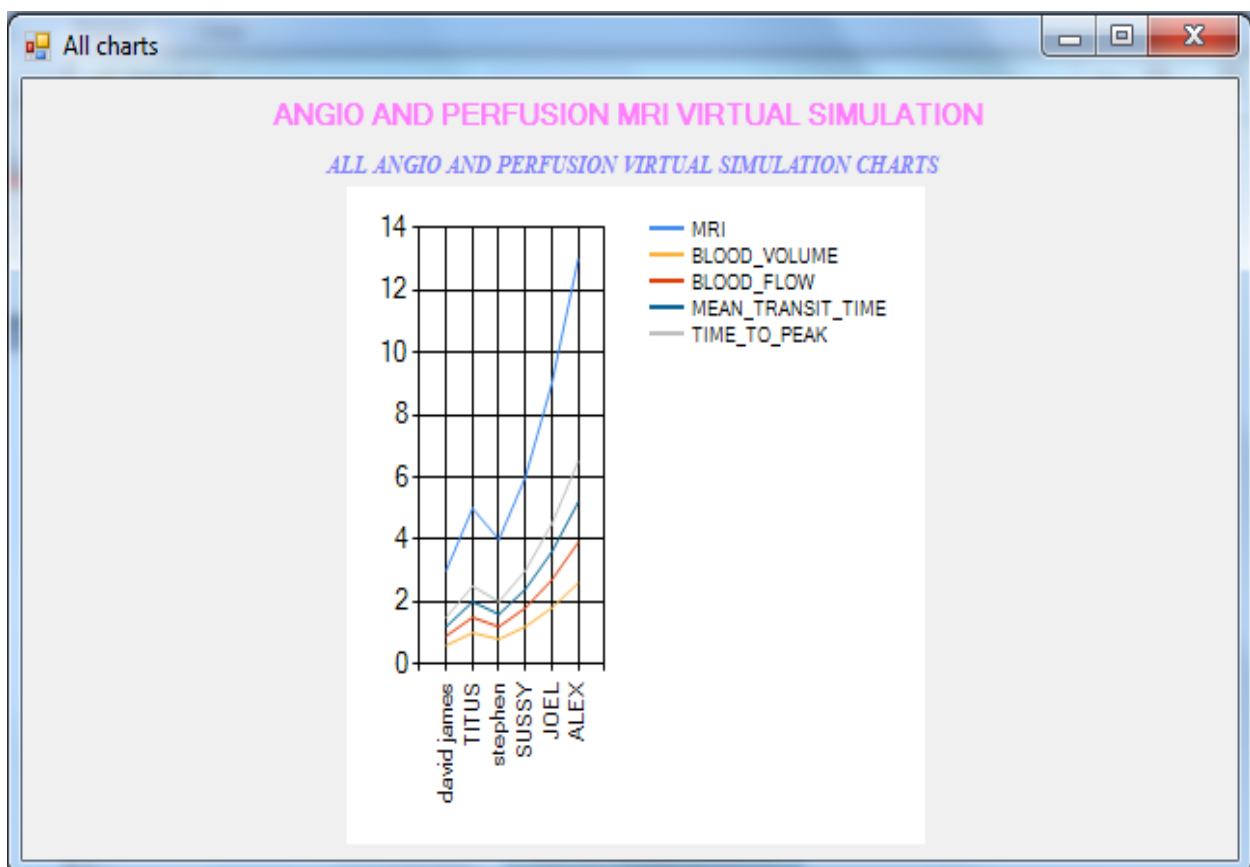 All charts
ANGIO AND PERFUSION MRI VIRTUAL SIMULATION
ALL ANGIO AND PERFUSION VIRTUAL SIMULATION CHARTS
14
12
10
8
6
4
2
0
MRI
BLOOD_VOLUME
BLOOD_FLOW
MEAN_TRANSIT_TIME
TIME_TO_PEAK
david james
TITUS
stephen
SUSSY
JOEL
ALEX